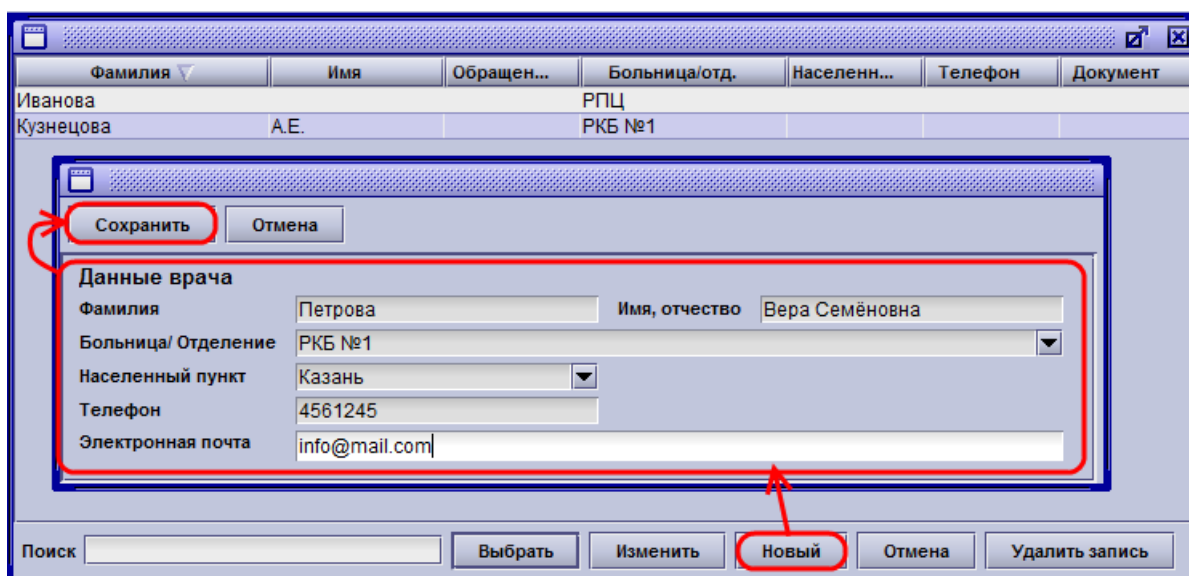 Фамилия Имя Обращен... Больница/отд. Населенн... Телефон Документ
Иванова РПЦ
Кузнецова А.Е. РКБ №1
Сохранить Отмена
Данные врача
Фамилия Петрова Имя, отчество Вера Семёновна
Больница/ Отделение РКБ №1
Населенный пункт Казань
Телефон 4561245
Электронная почта info@mail.com
Поиск Выбрать Изменить Новый Отмена Удалить запись